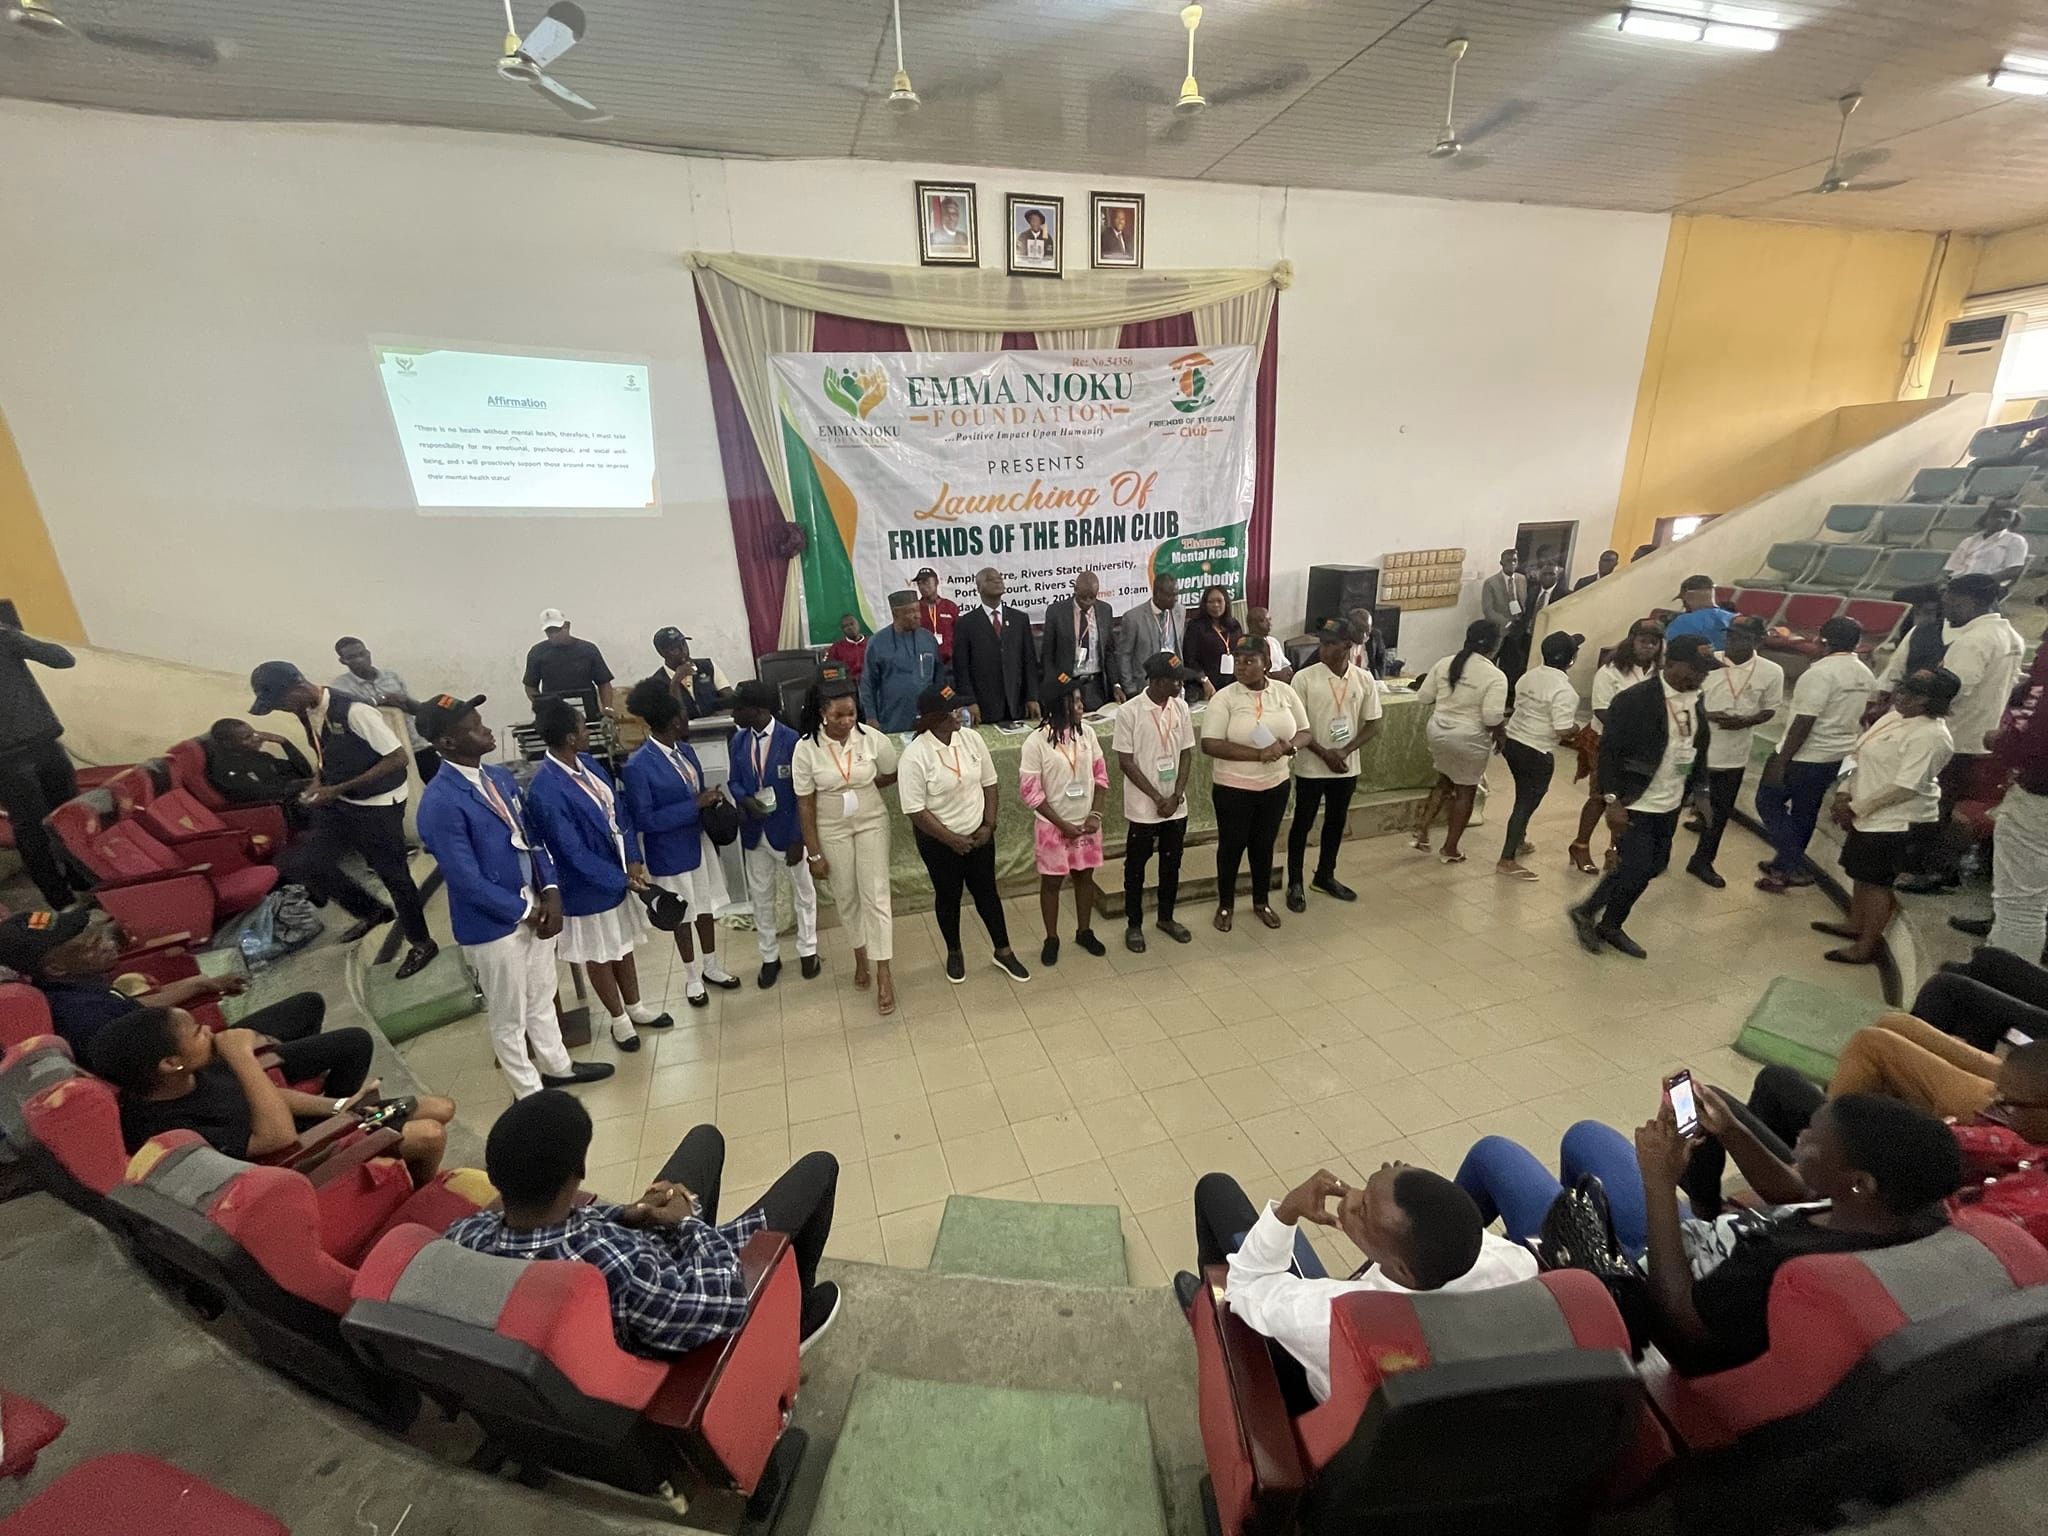 Affirmation
"There is no health without mental health, therefore, I must take
responsibility for my emotional, psychological, and social well-
being, and I will proactively support those around me to improve
their mental health status'
Re: No.54356
EMMA NJOKU
FOUNDATION
...Positive Impact Upon Humanity
EMMA NJOKU
FOUNDATION
FRIENDS OF THE BRAIN
Club
PRESENTS
Launching Of
FRIENDS OF THE BRAIN CLUB
Theme:
Mental Health
Rivers State University,
Port
Rivers
August,
10:am